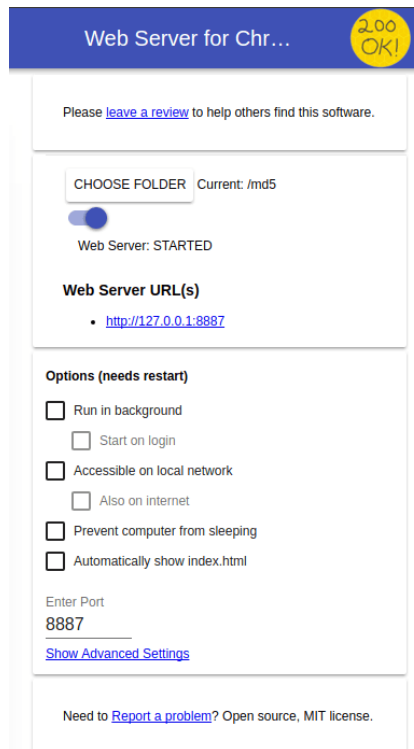 Web Server for Chr…
200
OK!
Please leave a review to help others find this software.
CHOOSE FOLDER Current: /md5
Web Server: STARTED
Web Server URL(s)
http://127.0.0.1:8887
Options (needs restart)
Run in background
Start on login
Accessible on local network
Also on internet
Prevent computer from sleeping
Automatically show index.html
Enter Port
8887
Show Advanced Settings
Need to Report a problem? Open source, MIT license.